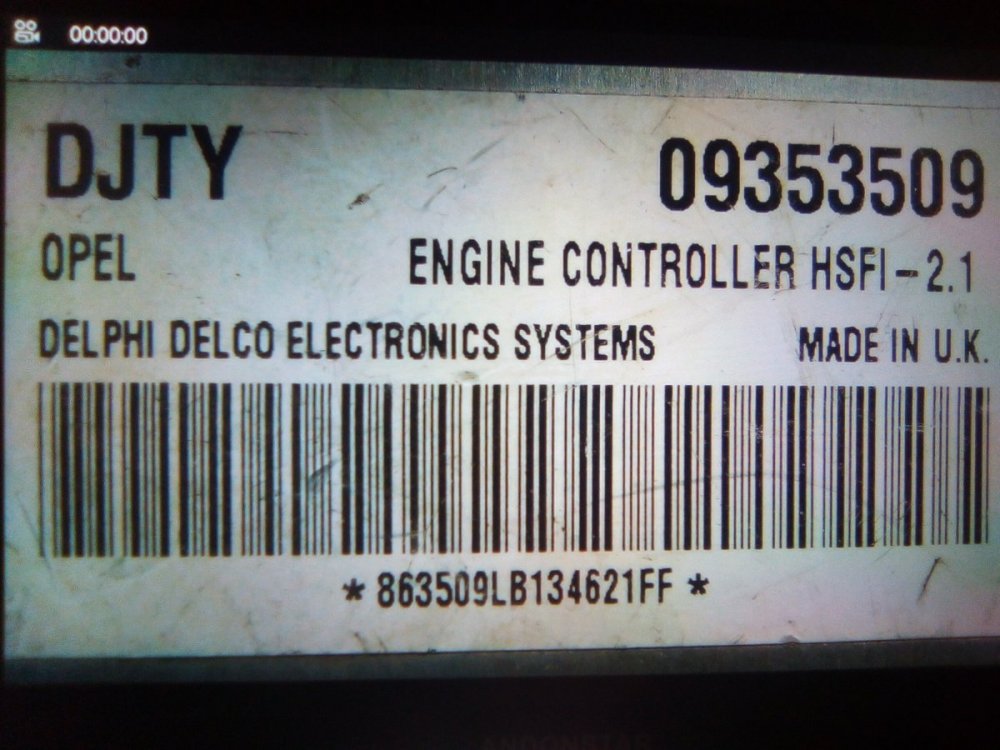 00:00:00
DJTY 09353509
OPEL ENGINE CONTROLLER HSFI-2.1
DELPHI DELCO ELECTRONICS SYSTEMS MADE IN U.K.
*863509LB134621FF*